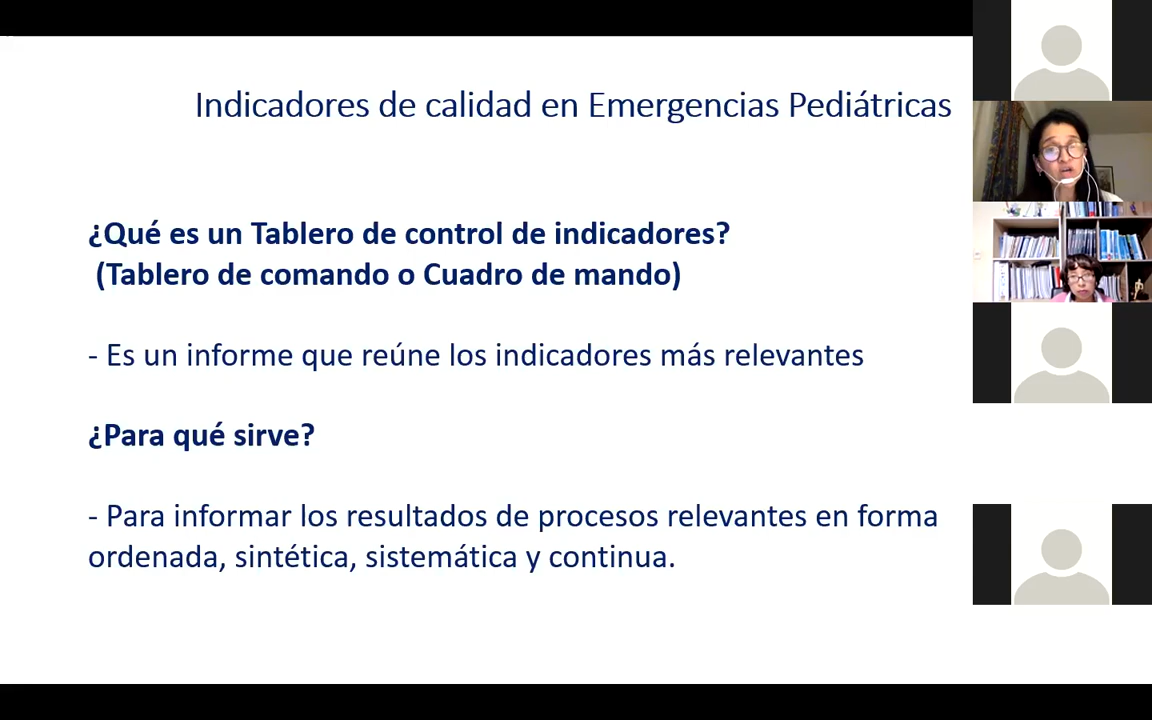 Indicadores de calidad en Emergencias Pediátricas
¿Qué es un Tablero de control de indicadores?
(Tablero de comando o Cuadro de mando)
- Es un informe que reúne los indicadores más relevantes
¿Para qué sirve?
- Para informar los resultados de procesos relevantes en forma
ordenada, sintética, sistemática y continua.